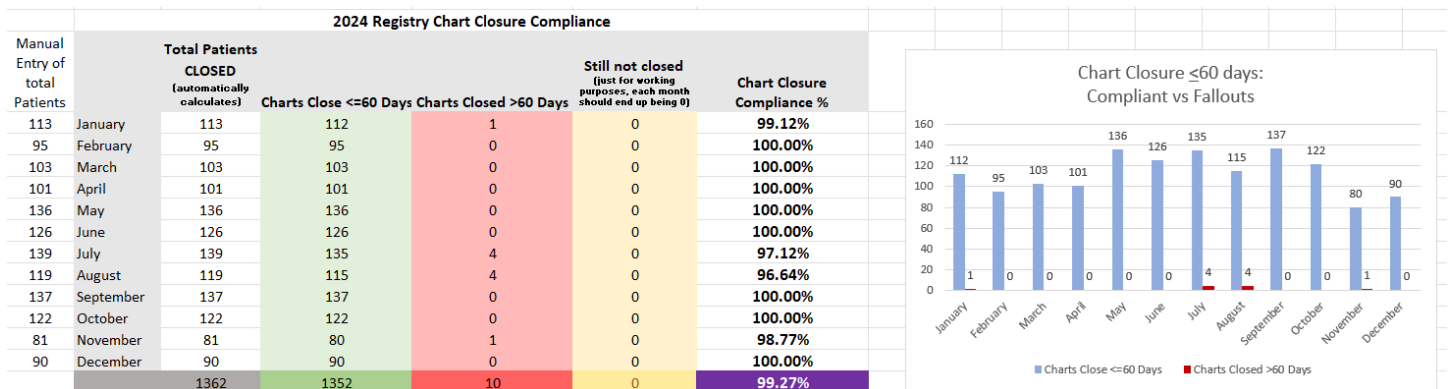 2024 Registry Chart Closure Compliance
Manual
Entry of
total
Patients
Total Patients
CLOSED
(automatically
calculates)
Charts Close <=60 Days
Charts Closed >60 Days
Still not closed
(just for working
purposes, each month
should end up being 0)
Chart Closure
Compliance %
113 January 113 112 1 0 99.12%
95 February 95 95 0 0 100.00%
103 March 103 103 0 0 100.00%
101 April 101 101 0 0 100.00%
136 May 136 136 0 0 100.00%
126 June 126 126 0 0 100.00%
139 July 139 135 4 0 97.12%
119 August 119 115 4 0 96.64%
137 September 137 137 0 0 100.00%
122 October 122 122 0 0 100.00%
81 November 81 80 1 0 98.77%
90 December 90 90 0 0 100.00%
1362 1352 10 0 99.27%
Chart Closure <60 days:
Compliant vs Fallouts
160
140
120
100
80
60
40
20
0
112 95 103 101 136 126 135 115 137 122 80 90
1 0 0 0 0 0 4 4 0 0 1 0
January February March April May June July August September October November December
Charts Close <=60 Days Charts Closed >60 Days